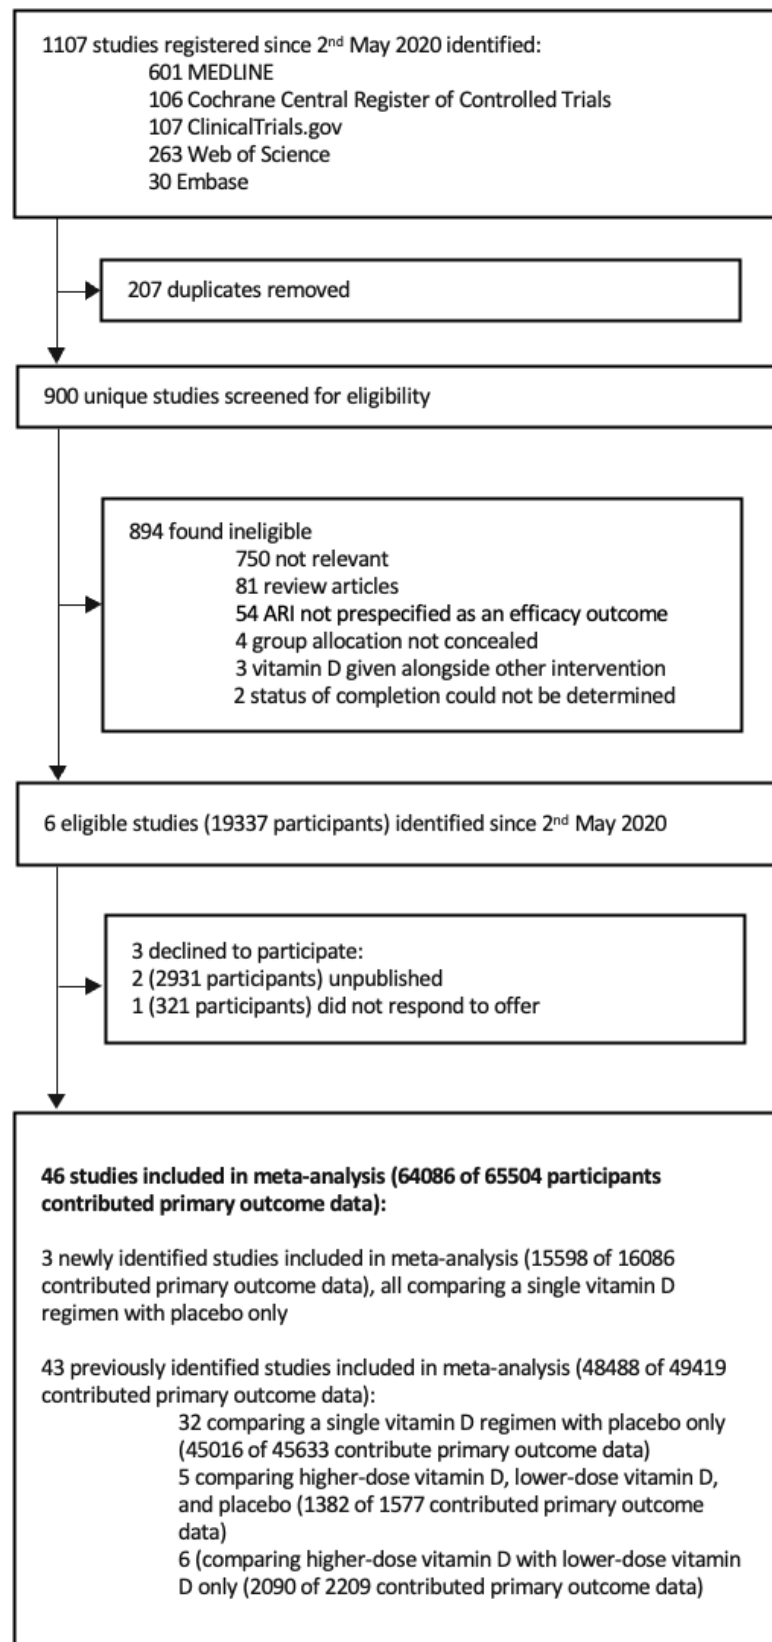 1107 studies registered since 2nd May 2020 identified:
601 MEDLINE
106 Cochrane Central Register of Controlled Trials
107 ClinicalTrials.gov
263 Web of Science
30 Embase
207 duplicates removed
900 unique studies screened for eligibility
894 found ineligible
750 not relevant
81 review articles
54 ARI not prespecified as an efficacy outcome
4 group allocation not concealed
3 vitamin D given alongside other intervention
2 status of completion could not be determined
6 eligible studies (19337 participants) identified since 2nd May 2020
3 declined to participate:
2 (2931 participants) unpublished
1 (321 participants) did not respond to offer
46 studies included in meta-analysis (64086 of 65504 participants
contributed primary outcome data):
3 newly identified studies included in meta-analysis (15598 of 16086
contributed primary outcome data), all comparing a single vitamin D
regimen with placebo only
43 previously identified studies included in meta-analysis (48488 of 49419
contributed primary outcome data):
32 comparing a single vitamin D regimen with placebo only
(45016 of 45633 contribute primary outcome data)
5 comparing higher-dose vitamin D, lower-dose vitamin D,
and placebo (1382 of 1577 contributed primary outcome
data)
6 (comparing higher-dose vitamin D with lower-dose vitamin
D only (2090 of 2209 contributed primary outcome data)